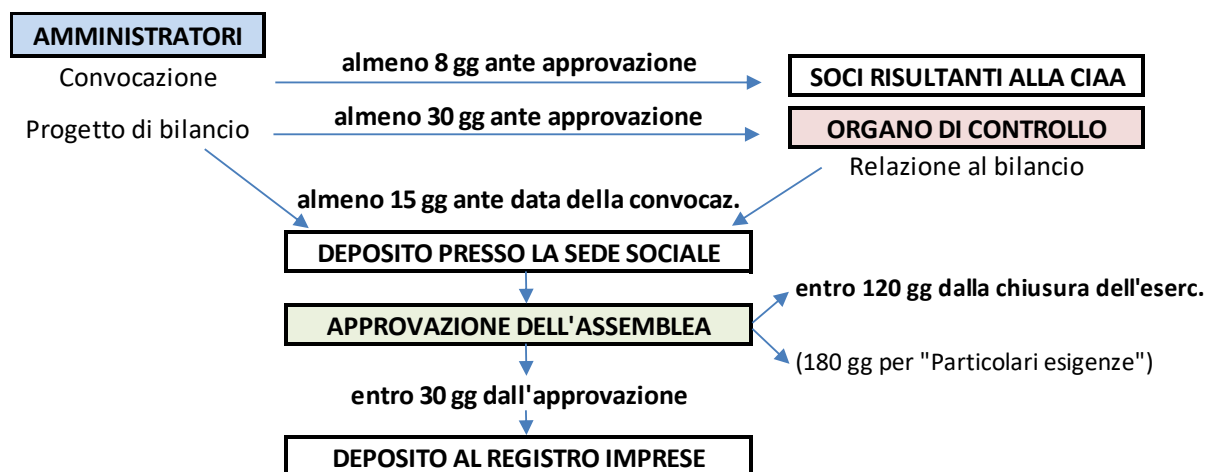 AMMINISTRATORI
Convocazione
almeno 8 gg ante approvazione
SOCI RISULTANTI ALLA CIAA
Progetto di bilancio
almeno 30 gg ante approvazione
ORGANO DI CONTROLLO
Relazione al bilancio
almeno 15 gg ante data della convocaz.
DEPOSITO PRESSO LA SEDE SOCIALE
entro 120 gg dalla chiusura dell'eserc.
APPROVAZIONE DELL'ASSEMBLEA
(180 gg per "Particolari esigenze")
entro 30 gg dall'approvazione
DEPOSITO AL REGISTRO IMPRESE